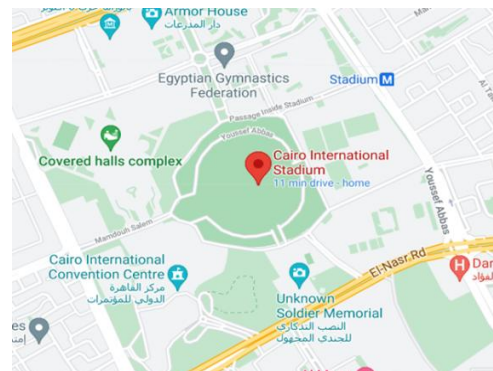 Armor House
دار المدرعات
Egyptian Gymnastics
Federation
Stadium
M
Passage Inside Stadium
Youssef Abbas
Covered halls complex
Cairo International
Stadium
11 min drive - home
Youssef Abbas
Mamdouh Salem
El-Nasr Rd
Cairo International
Convention Centre
مركز القاهرة
الدولي للمؤتمرات
Unknown
Soldier Memorial
النصب التذكاري
للجندي المجهول
H
Dar
الفؤاد
es